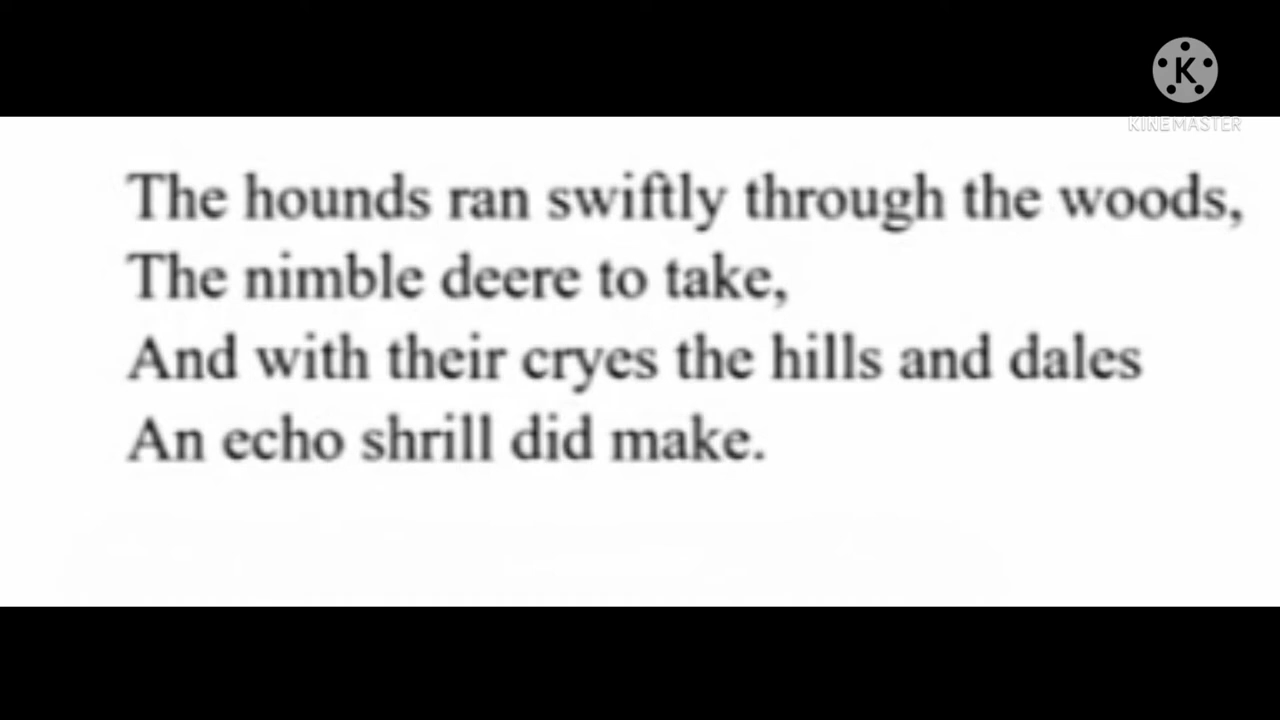 K
KINEMASTER
The hounds ran swiftly through the woods,
The nimble deere to take,
And with their cryes the hills and dales
An echo shrill did make.